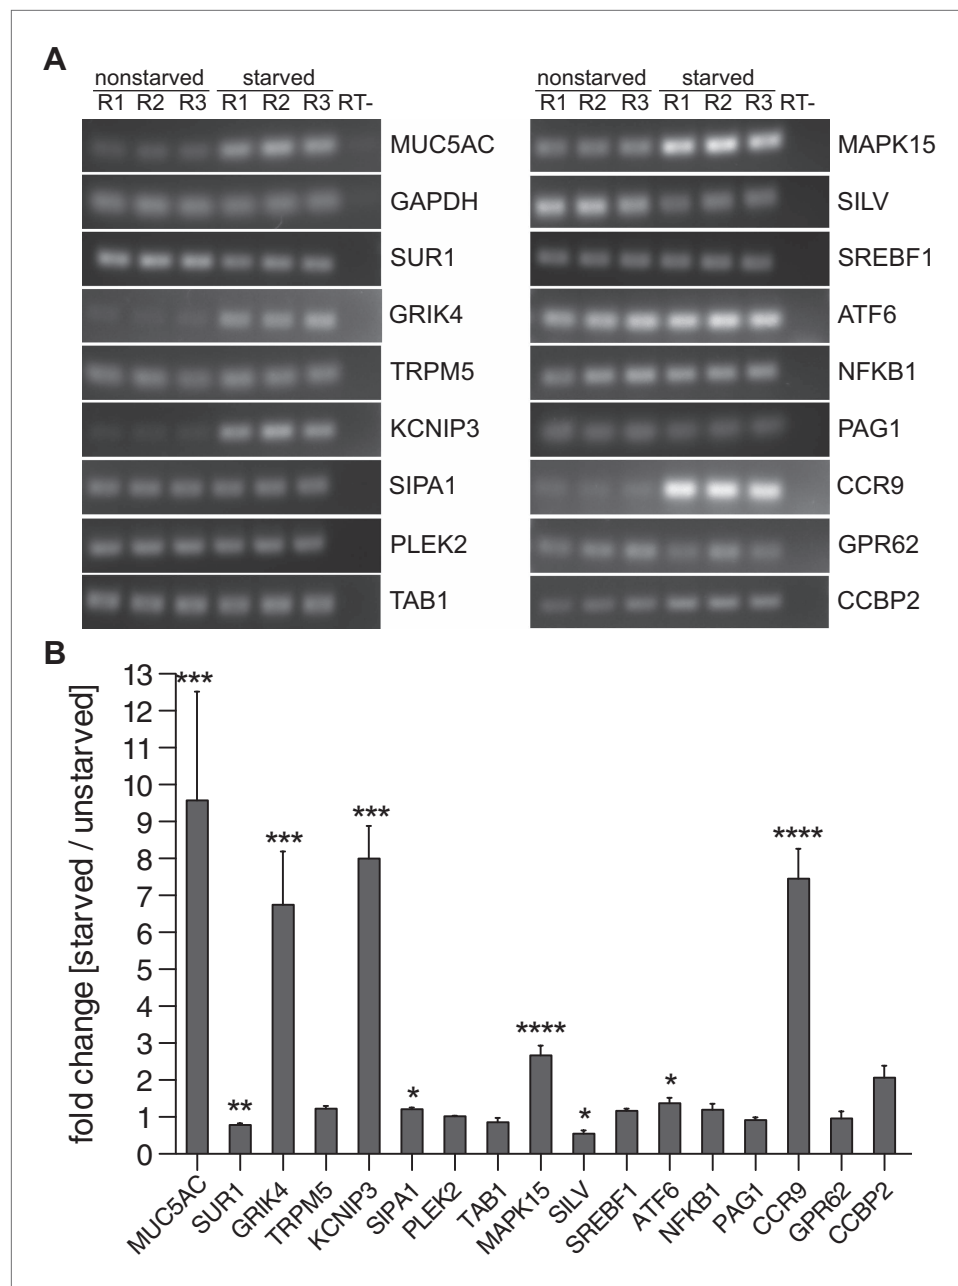 A
nonstarved starved
R1 R2 R3 R1 R2 R3 RT-
MUC5AC
GAPDH
SUR1
GRIK4
TRPM5
KCNIP3
SIPA1
PLEK2
TAB1
nonstarved starved
R1 R2 R3 R1 R2 R3 RT-
MAPK15
SILV
SREBF1
ATF6
NFKB1
PAG1
CCR9
GPR62
CCBP2
B
fold change [starved / unstarved]
13
12
11
10
9
8
7
6
5
4
3
2
1
0
***
**
***
***
*
****
*
*
****
MUC5AC
SUR1
GRIK4
TRPM5
KCNIP3
SIPA1
PLEK2
TAB1
MAPK15
SILV
SREBF1
ATF6
NFKB1
PAG1
CCR9
GPR62
CCBP2